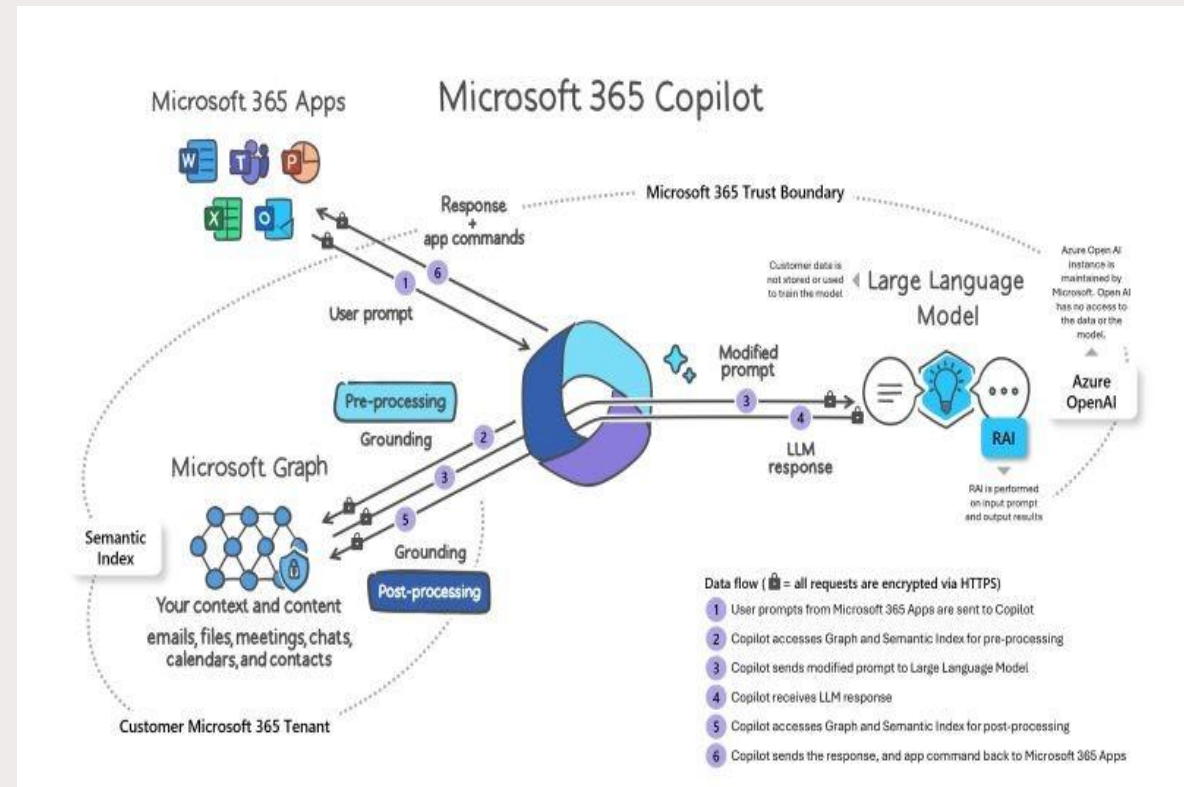 Microsoft 365 Apps
Microsoft 365 Copilot
W
T
P
X
O
Response
+
app commands
Microsoft 365 Trust Boundary
6
1
User prompt
Customer data is
not stored or used
to train the model
Large Language
Model
Azure Open AI
instance is
maintained by
Microsoft. Open AI
has no access to
the data or the
model.
Modified
prompt
3
4
LLM
response
Azure
OpenAI
RAI
RAI is performed
on input prompt
and output results
Pre-processing
Grounding
2
3
5
Grounding
Post-processing
Microsoft Graph
Semantic
Index
Your context and content
emails, files, meetings, chats,
calendars, and contacts
Customer Microsoft 365 Tenant
Data flow ( = all requests are encrypted via HTTPS)
1 User prompts from Microsoft 365 Apps are sent to Copilot
2 Copilot accesses Graph and Semantic Index for pre-processing
3 Copilot sends modified prompt to Large Language Model
4 Copilot receives LLM response
5 Copilot accesses Graph and Semantic Index for post-processing
6 Copilot sends the response, and app command back to Microsoft 365 Apps